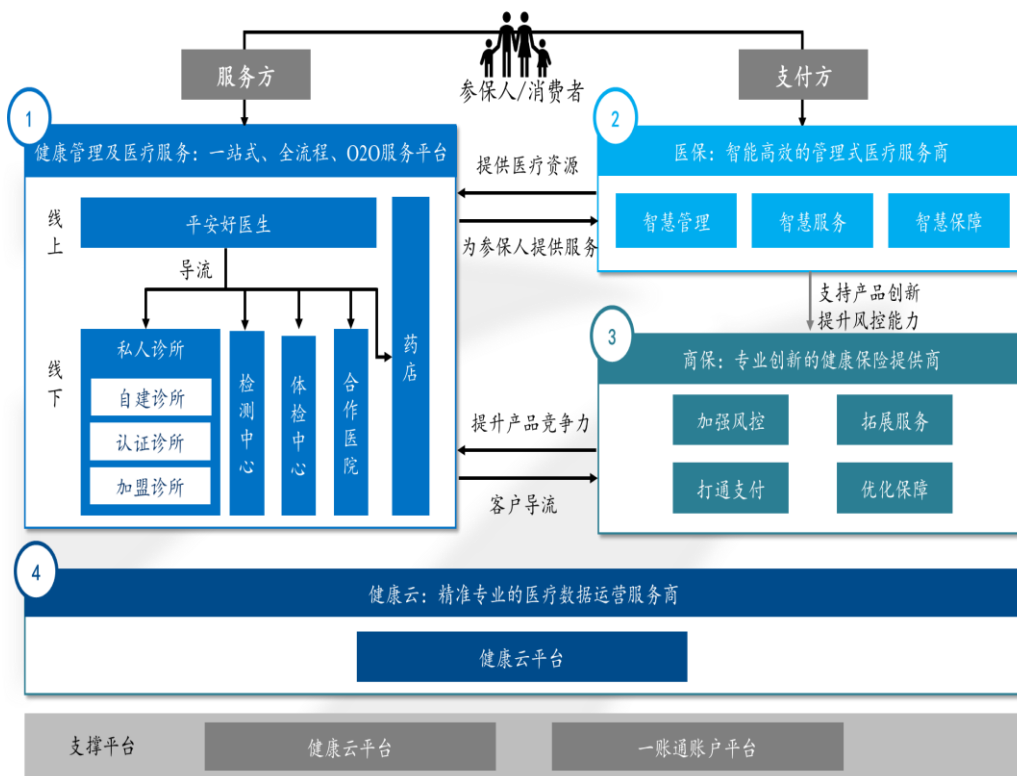 服务方
参保人/消费者
支付方
1
健康管理及医疗服务：一站式、全流程、O2O服务平台
线上
平安好医生
导流
线下
私人诊所
自建诊所
认证诊所
加盟诊所
检测中心
体检中心
合作医院
药店
提供医疗资源
为参保人提供服务
2
医保：智能高效的管理式医疗服务商
智慧管理
智慧服务
智慧保障
支持产品创新
提升风控能力
提升产品竞争力
客户导流
3
商保：专业创新的健康保险提供商
加强风控
拓展服务
打通支付
优化保障
4
健康云：精准专业的医疗数据运营服务商
健康云平台
支撑平台
健康云平台
一账通账户平台